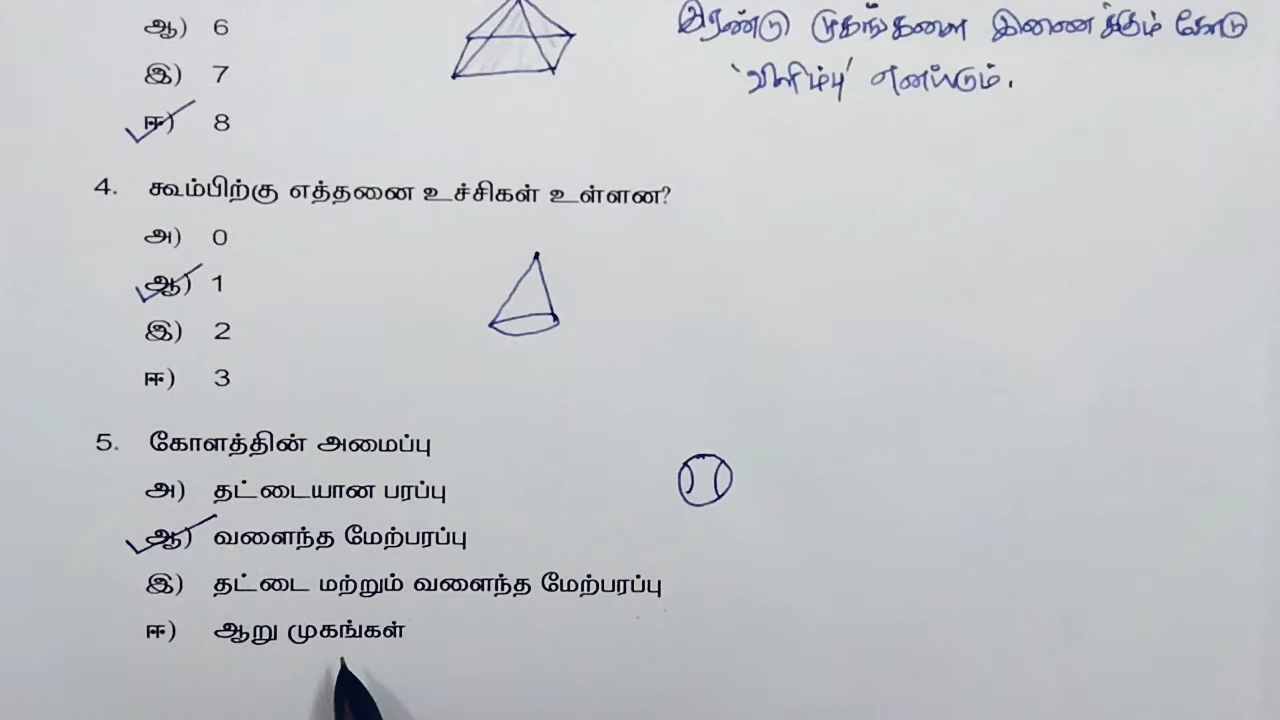 ஆ) 6
இரண்டு முகங்களை இணைக்கும் கோடு
'விளிம்பு' எனப்படும்.
இ) 7
ஈ) 8
4. கூம்பிற்கு எத்தனை உச்சிகள் உள்ளன?
அ) 0
ஆ) 1
இ) 2
ஈ) 3
5. கோளத்தின் அமைப்பு
அ) தட்டையான பரப்பு
ஆ) வளைந்த மேற்பரப்பு
இ) தட்டை மற்றும் வளைந்த மேற்பரப்பு
ஈ) ஆறு முகங்கள்